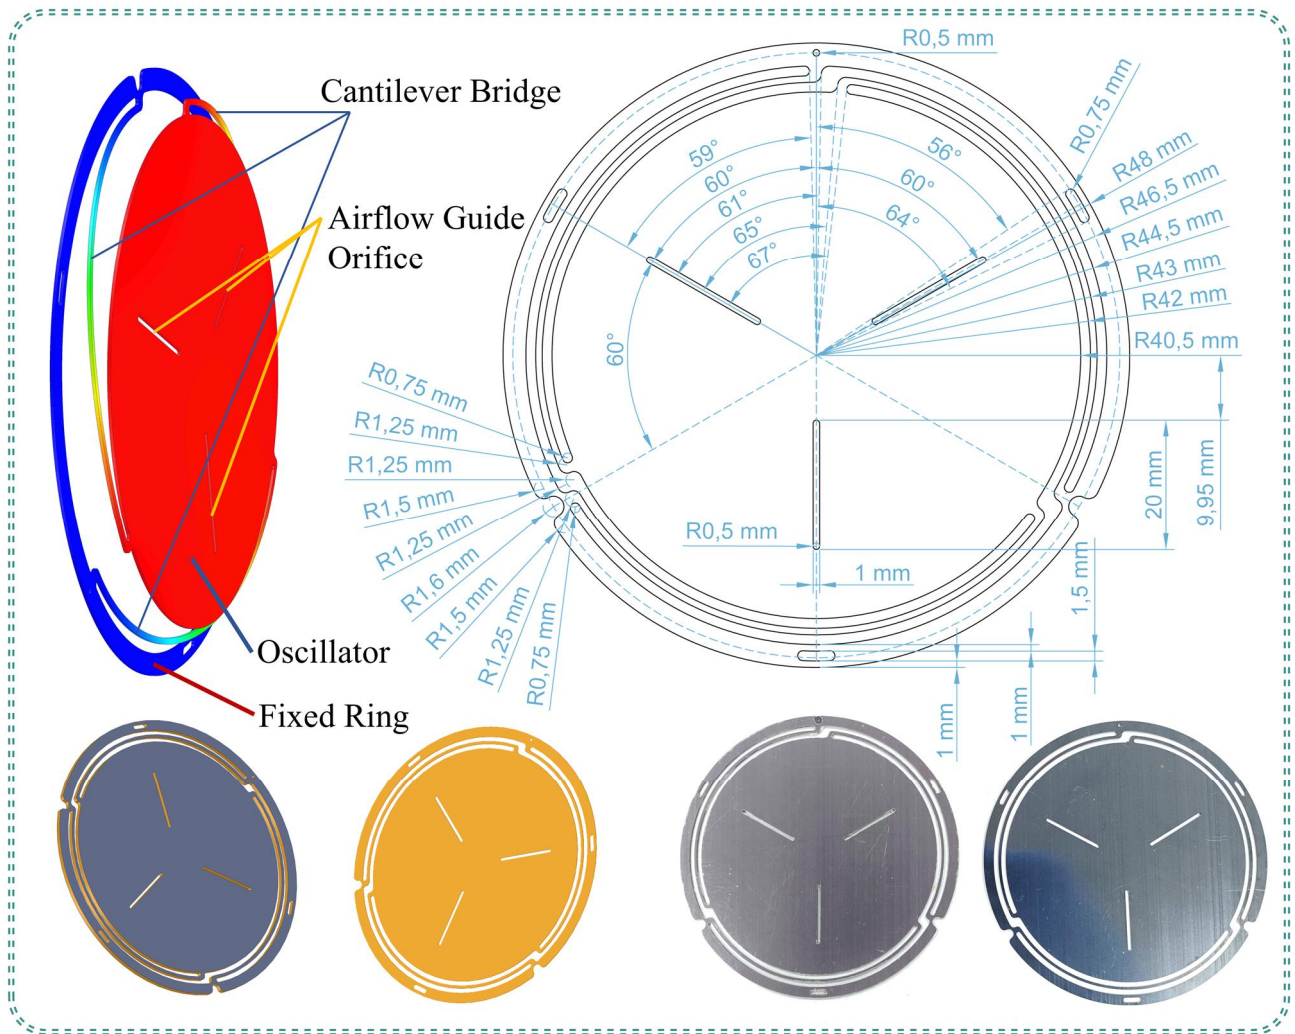 Cantilever Bridge
Airflow Guide
Orifice
Oscillator
Fixed Ring
R0,5 mm
R0,75 mm
R48 mm
R46,5 mm
R44,5 mm
R43 mm
R42 mm
R40,5 mm
59°
60°
61°
65°
67°
56°
60°
64°
60°
R0,75 mm
R1,25 mm
R1,25 mm
R1,5 mm
R1,25 mm
R1,6 mm
R1,5 mm
R1,25 mm
R0,75 mm
R0,5 mm
1 mm
20 mm
9,95 mm
1,5 mm
1 mm
1 mm